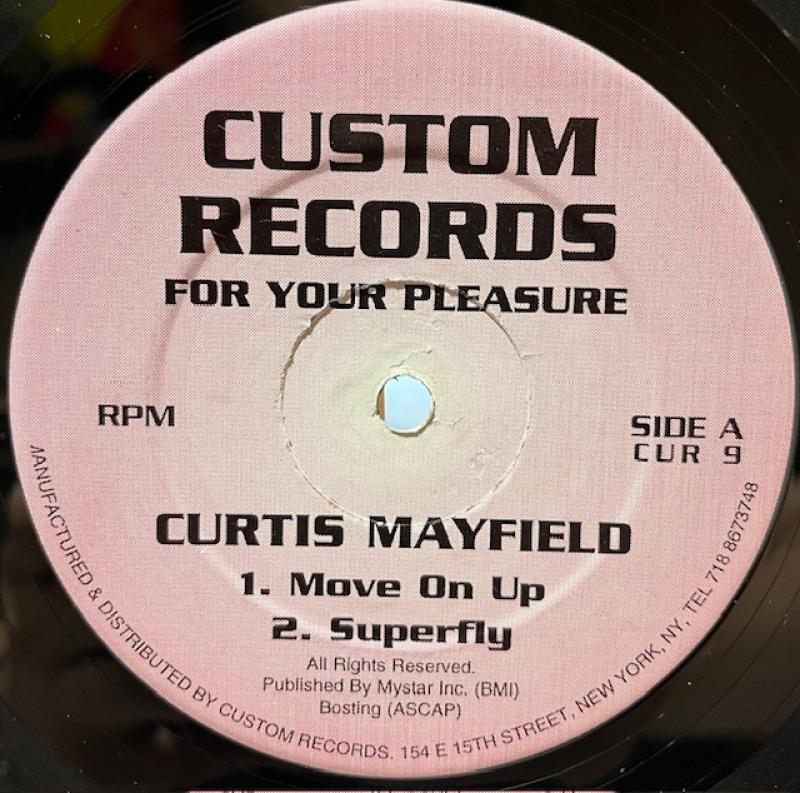 CUSTOM
RECORDS
FOR YOUR PLEASURE
RPM
SIDE A
CUR 9
CURTIS MAYFIELD
1. Move On Up
2. Superfly
All Rights Reserved.
Published By Mystar Inc. (BMI)
Bosting (ASCAP)
MANUFACTURED & DISTRIBUTED BY CUSTOM RECORDS. 154 E 15TH STREET, NEW YORK, NY, TEL 718 8673748